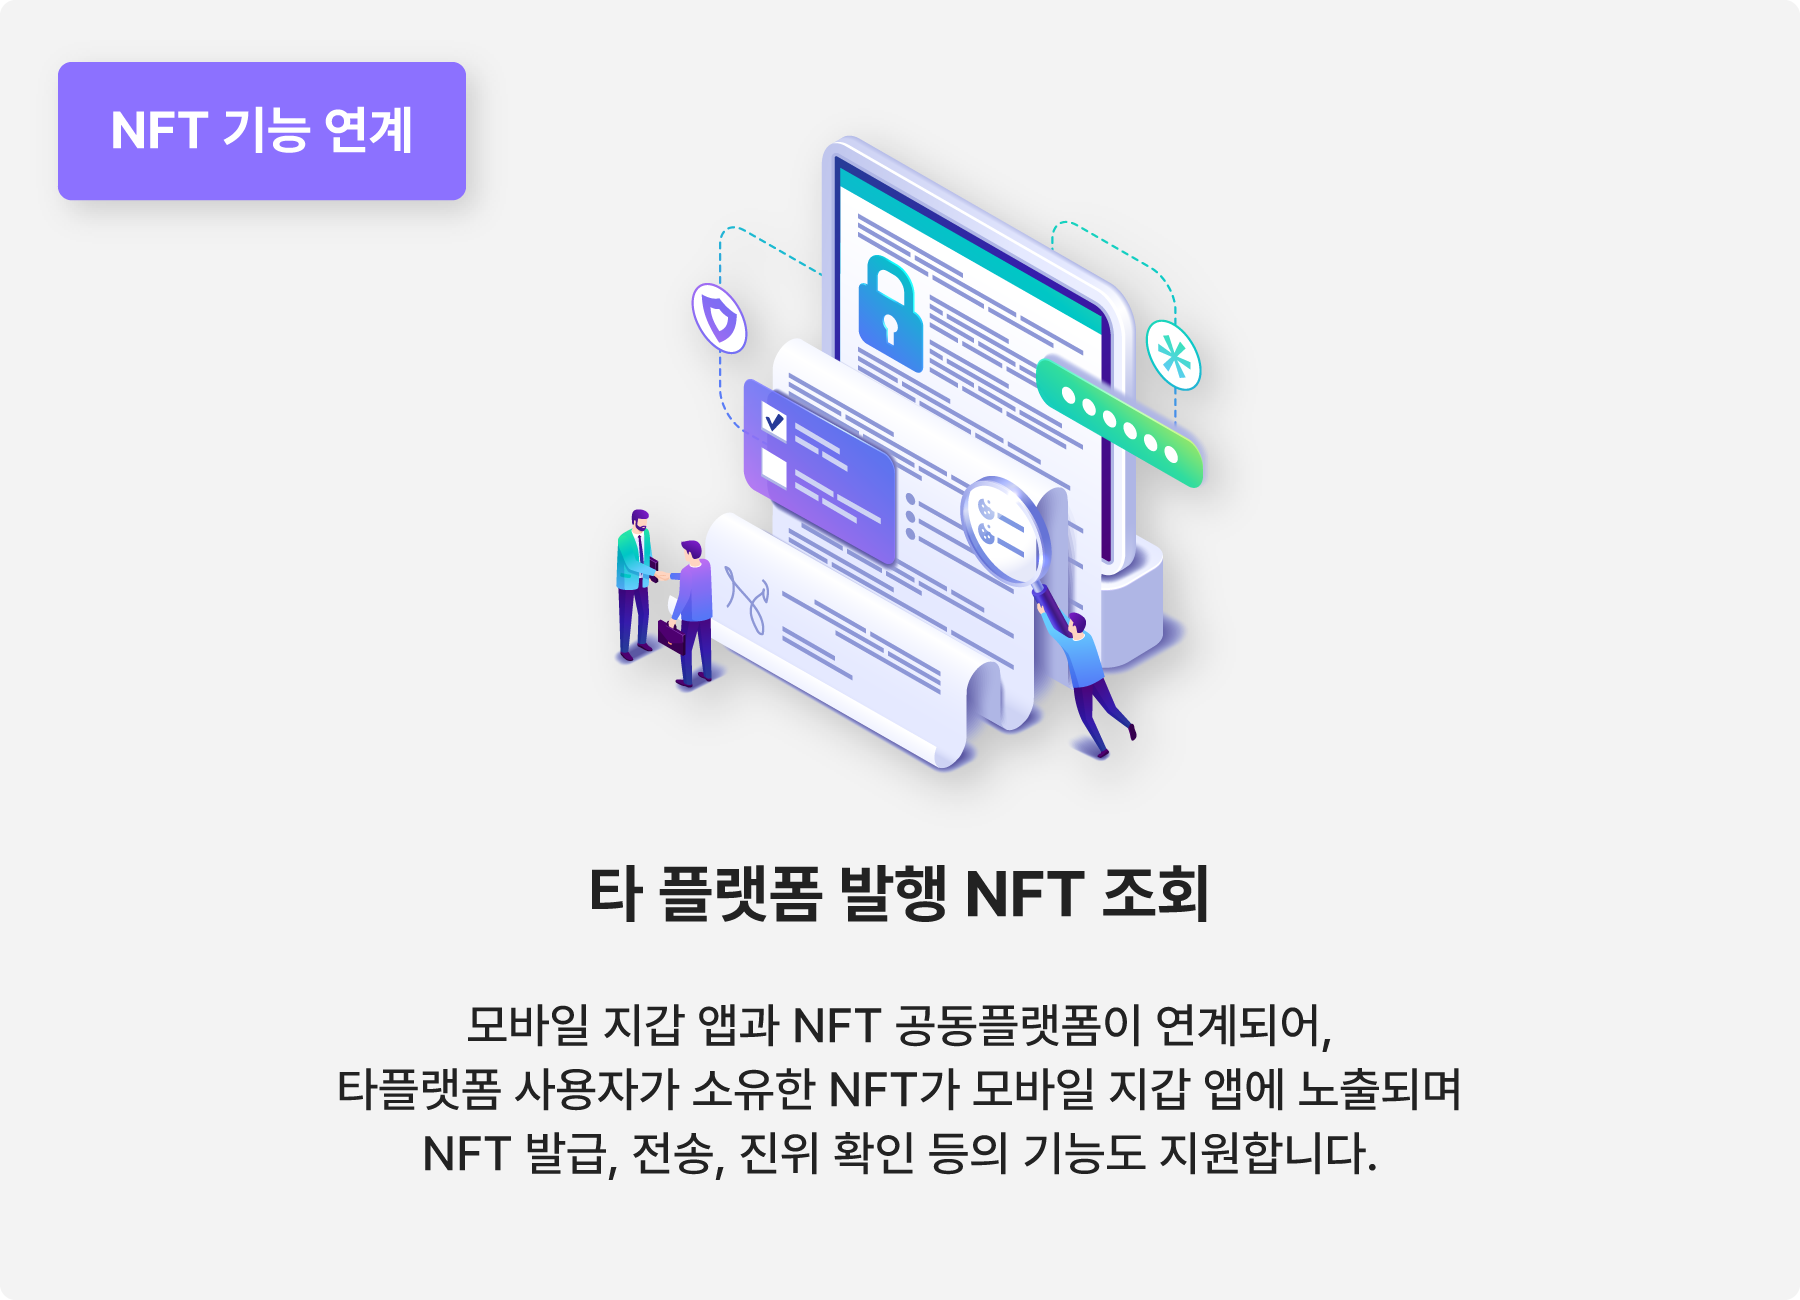 NFT 기능 연계
타 플랫폼 발행 NFT 조회
모바일 지갑 앱과 NFT 공동플랫폼이 연계되어,
타플랫폼 사용자가 소유한 NFT가 모바일 지갑 앱에 노출되며
NFT 발급, 전송, 진위 확인 등의 기능도 지원합니다.